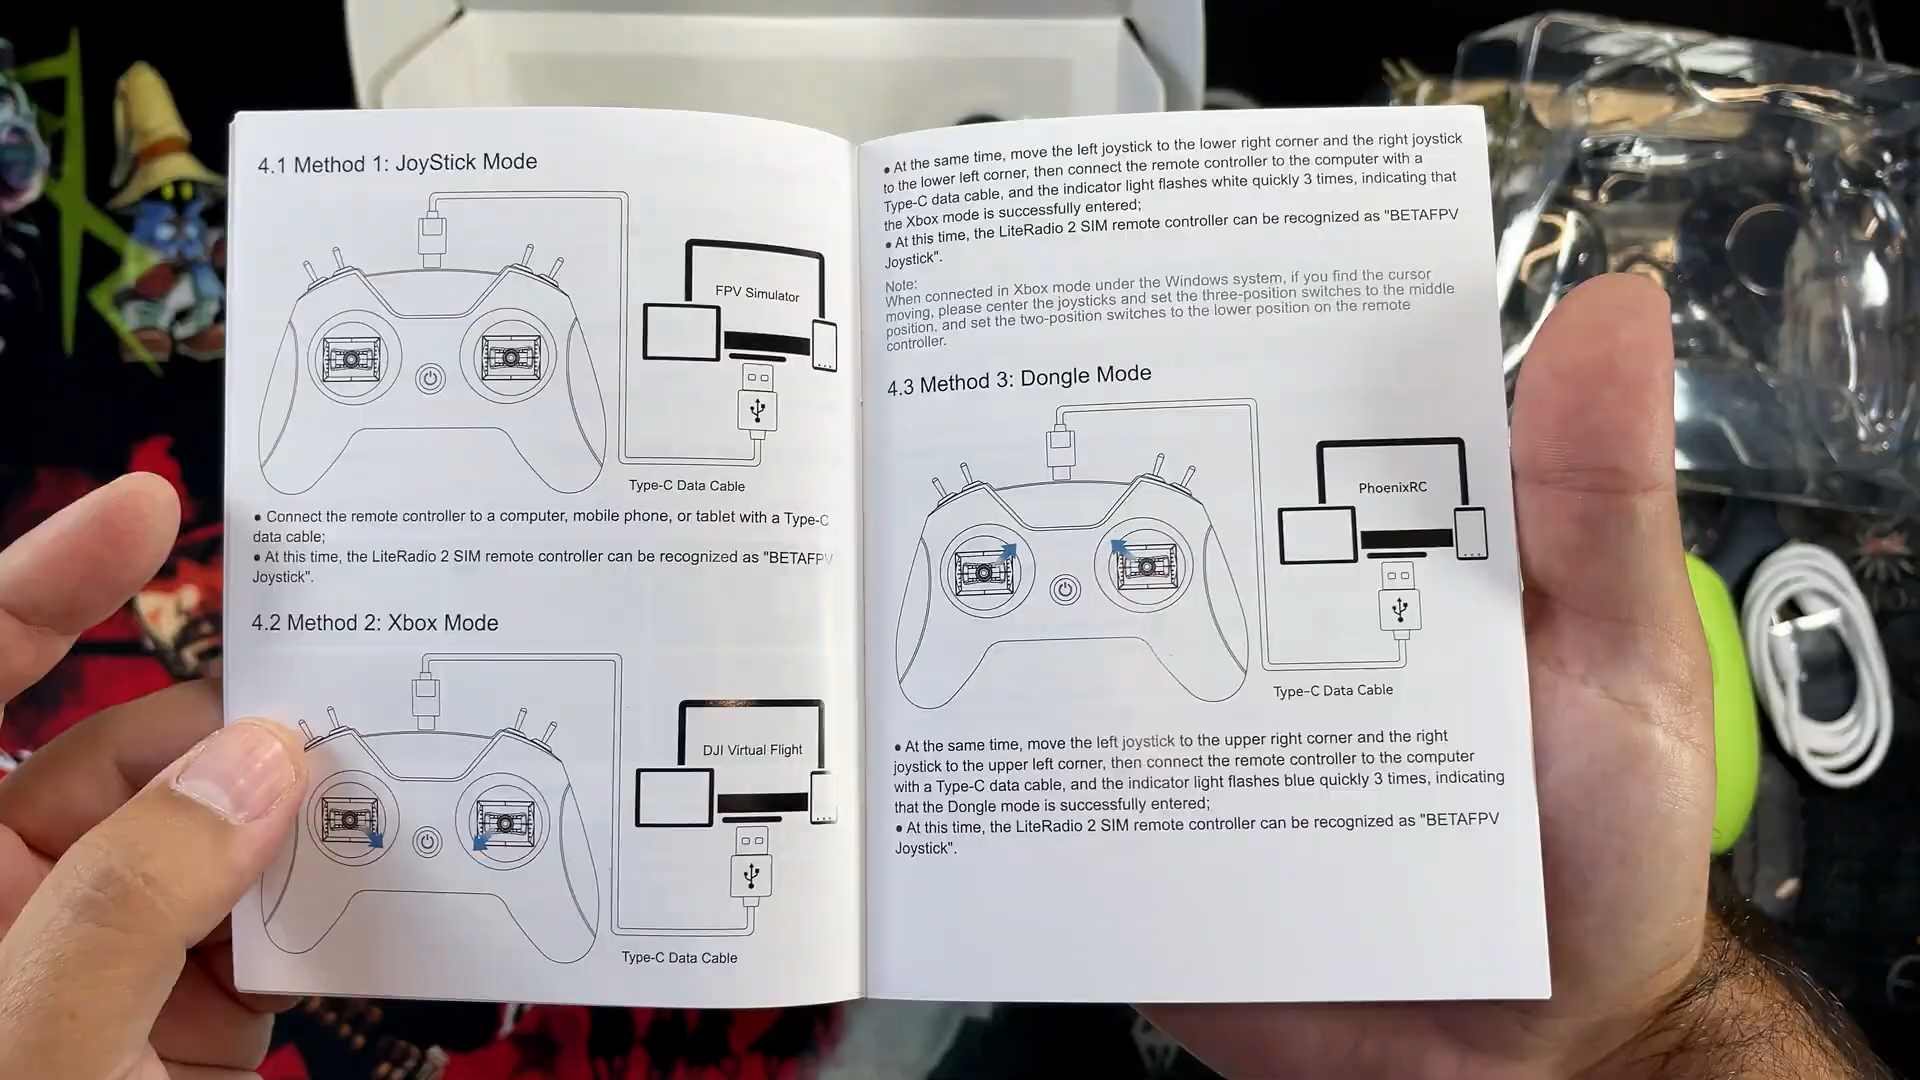 4.1 Method 1: JoyStick Mode
FPV Simulator
Type-C Data Cable
• Connect the remote controller to a computer, mobile phone, or tablet with a Type-C
data cable;
• At this time, the LiteRadio 2 SIM remote controller can be recognized as "BETAFPV
Joystick".
4.2 Method 2: Xbox Mode
DJI Virtual Flight
Type-C Data Cable
• At the same time, move the left joystick to the lower right corner and the right joystick
to the lower left corner, then connect the remote controller to the computer with a
Type-C data cable, and the indicator light flashes white quickly 3 times, indicating that
the Xbox mode is successfully entered;
• At this time, the LiteRadio 2 SIM remote controller can be recognized as "BETAFPV
Joystick".
Note:
When connected in Xbox mode under the Windows system, if you find the cursor
moving, please center the joysticks and set the three-position switches to the middle
position, and set the two-position switches to the lower position on the remote
controller.
4.3 Method 3: Dongle Mode
PhoenixRC
Type-C Data Cable
• At the same time, move the left joystick to the upper right corner and the right
joystick to the upper left corner, then connect the remote controller to the computer
with a Type-C data cable, and the indicator light flashes blue quickly 3 times, indicating
that the Dongle mode is successfully entered;
• At this time, the LiteRadio 2 SIM remote controller can be recognized as "BETAFPV
Joystick".